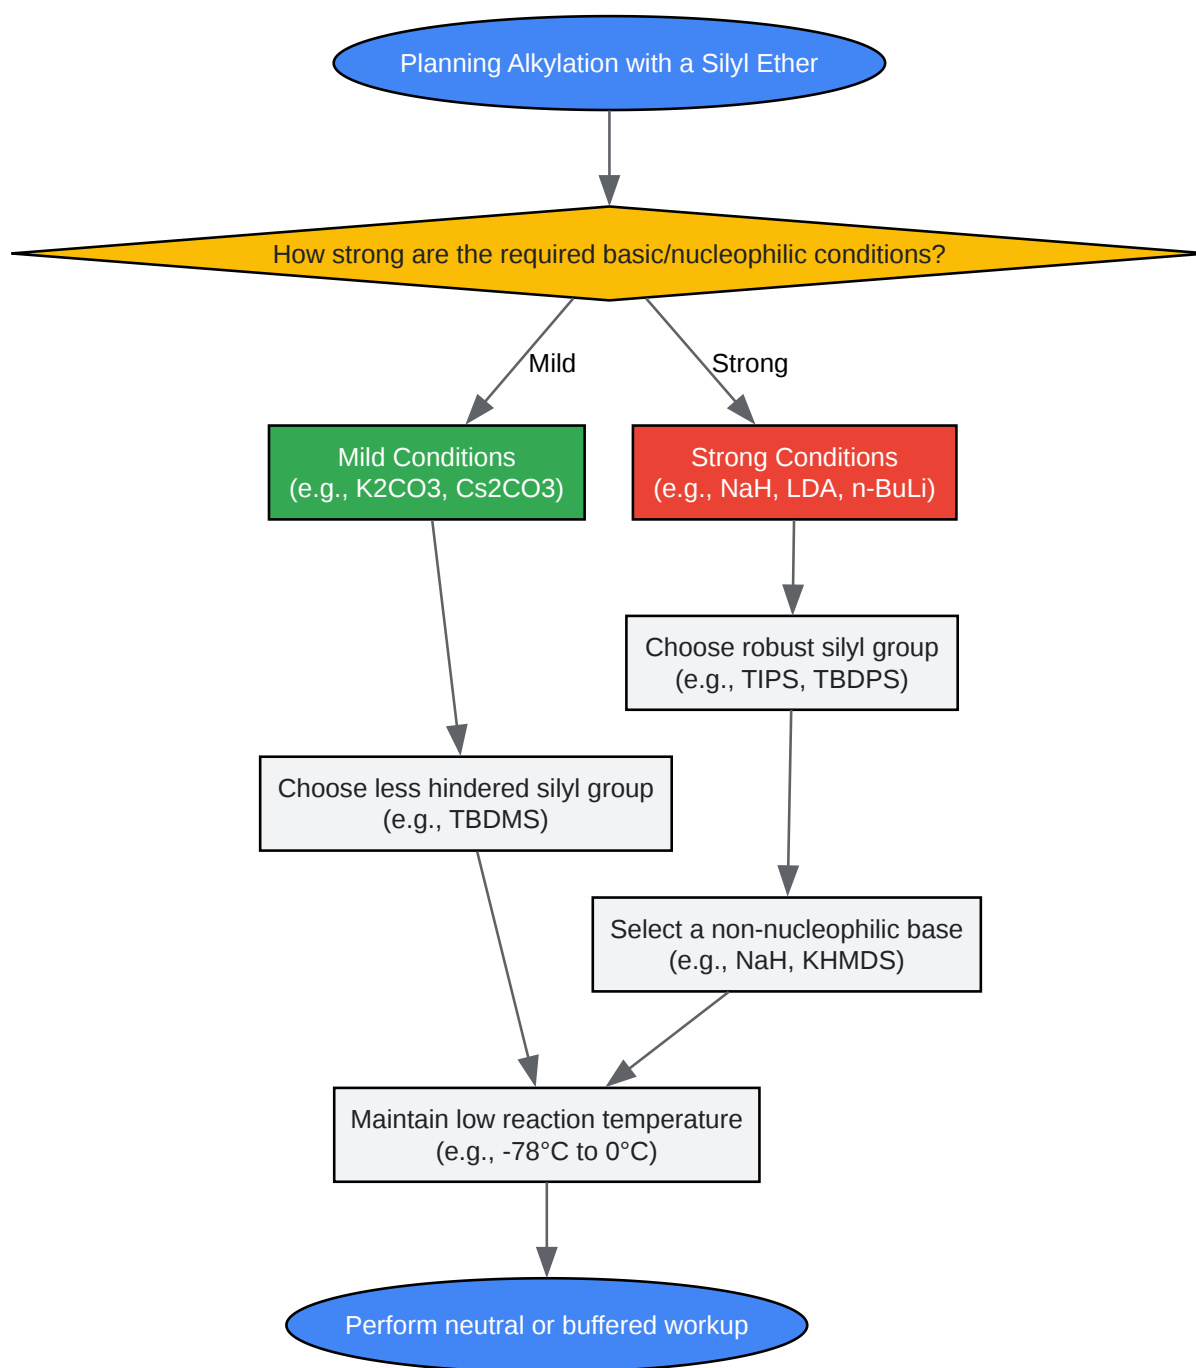 Planning Alkylation with a Silyl Ether
How strong are the required basic/nucleophilic conditions?
Mild
Strong
Mild Conditions
(e.g., K2CO3, Cs2CO3)
Strong Conditions
(e.g., NaH, LDA, n-BuLi)
Choose robust silyl group
(e.g., TIPS, TBDPS)
Choose less hindered silyl group
(e.g., TBDMS)
Select a non-nucleophilic base
(e.g., NaH, KHMDS)
Maintain low reaction temperature
(e.g., -78°C to 0°C)
Perform neutral or buffered workup